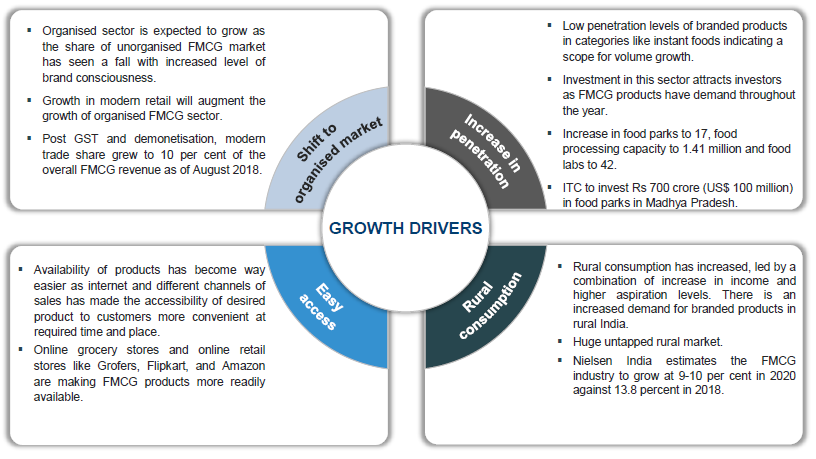 ▪ Organised sector is expected to grow as
the share of unorganised FMCG market
has seen a fall with increased level of
brand consciousness.
▪ Growth in modern retail will augment the
growth of organised FMCG sector.
▪ Post GST and demonetisation, modern
trade share grew to 10 per cent of the
overall FMCG revenue as of August 2018.
Shift to
organised market
▪ Low penetration levels of branded products
in categories like instant foods indicating a
scope for volume growth.
▪ Investment in this sector attracts investors
as FMCG products have demand throughout
the year.
▪ Increase in food parks to 17, food
processing capacity to 1.41 million and food
labs to 42.
▪ ITC to invest Rs 700 crore (US$ 100 million)
in food parks in Madhya Pradesh.
Increase in
penetration
GROWTH DRIVERS
▪ Availability of products has become way
easier as internet and different channels of
sales has made the accessibility of desired
product to customers more convenient at
required time and place.
▪ Online grocery stores and online retail
stores like Grofers, Flipkart, and Amazon
are making FMCG products more readily
available.
Easy
access
▪ Rural consumption has increased, led by a
combination of increase in income and
higher aspiration levels. There is an
increased demand for branded products in
rural India.
▪ Huge untapped rural market.
▪ Nielsen India estimates the FMCG
industry to grow at 9-10 per cent in 2020
against 13.8 percent in 2018.
Rural
consumption